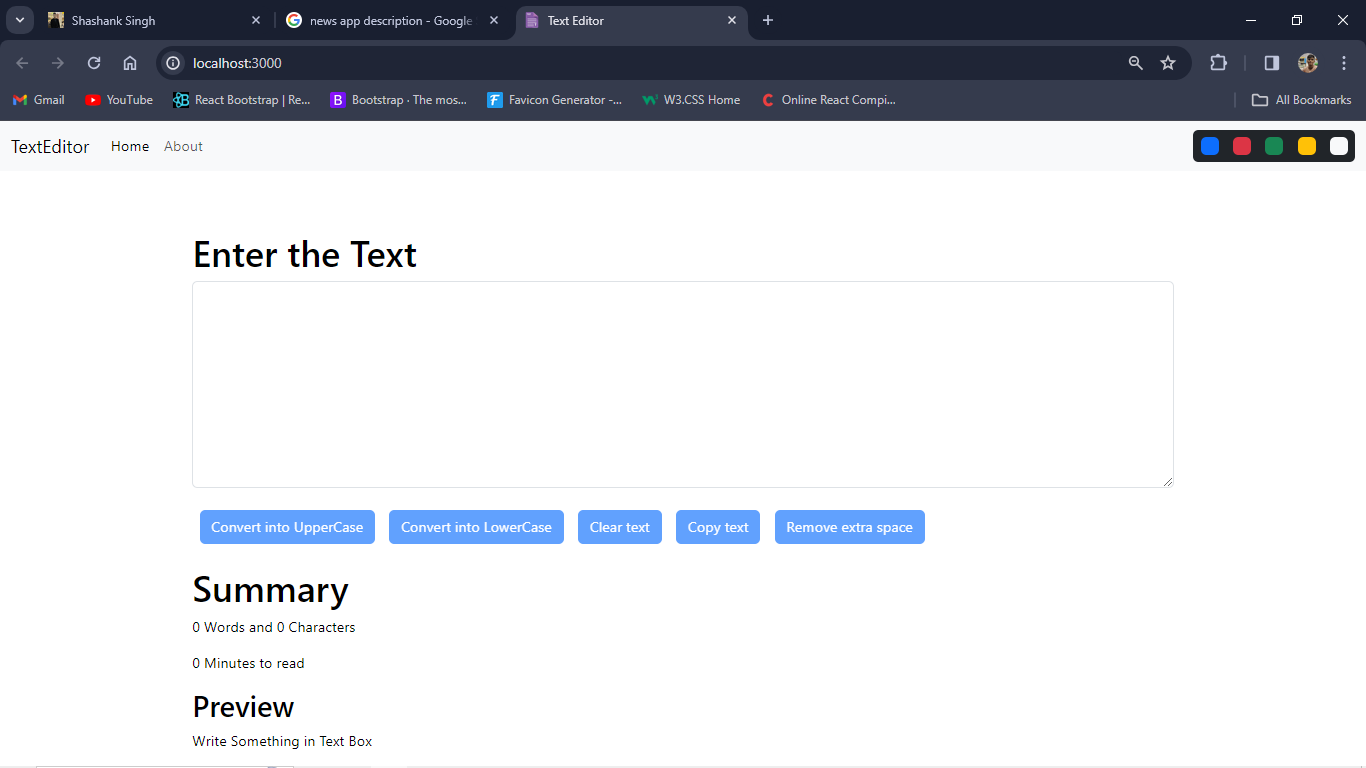 Shashank Singh
news app description - Google
Text Editor
localhost:3000
Gmail
YouTube
React Bootstrap | Re...
Bootstrap · The mos...
Favicon Generator -...
W3.CSS Home
Online React Compi...
All Bookmarks
TextEditor Home About
Enter the Text
Convert into UpperCase Convert into LowerCase Clear text Copy text Remove extra space
Summary
0 Words and 0 Characters
0 Minutes to read
Preview
Write Something in Text Box